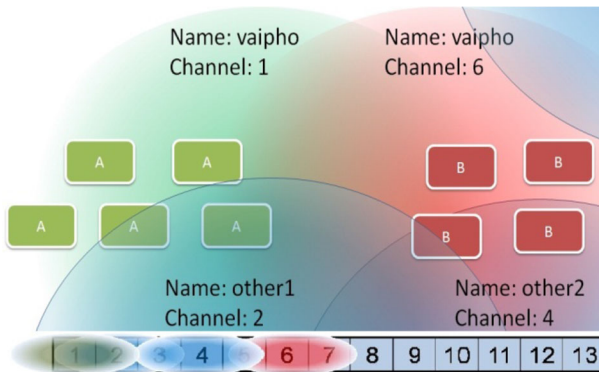 Name: vaipho
Channel: 1
Name: vaipho
Channel: 6
A
A
B
B
A
A
A
B
B
Name: other1
Channel: 2
Name: other2
Channel: 4
1 2 3 4 5 6 7 8 9 10 11 12 13